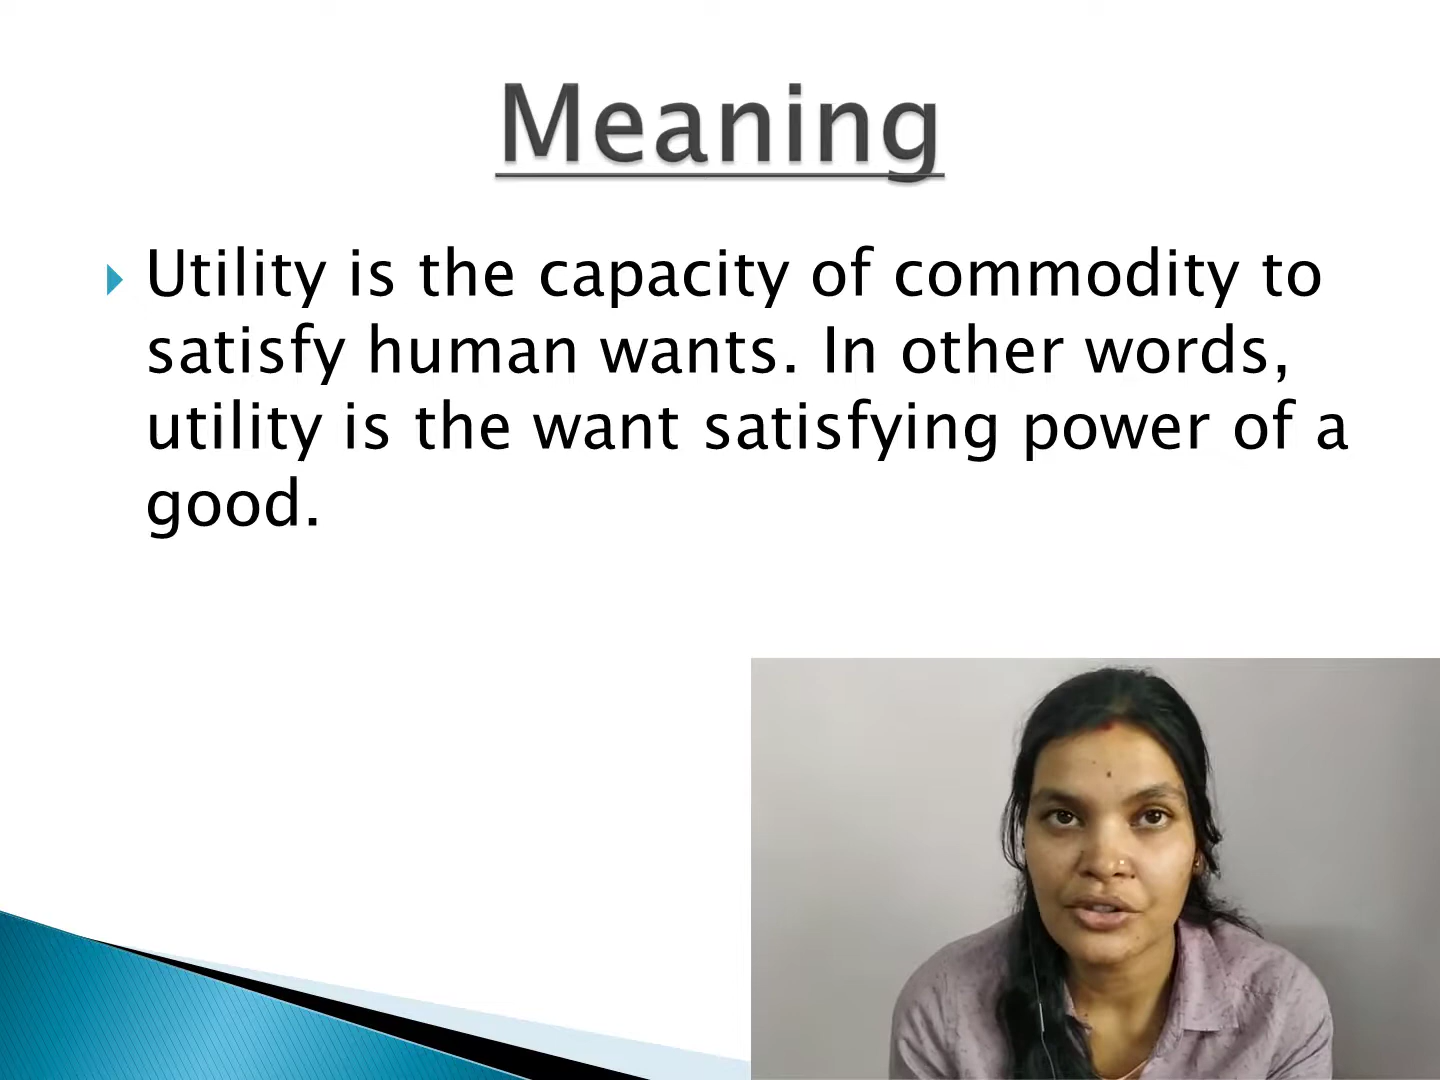 Meaning
Utility is the capacity of commodity to
satisfy human wants. In other words,
utility is the want satisfying power of a
good.